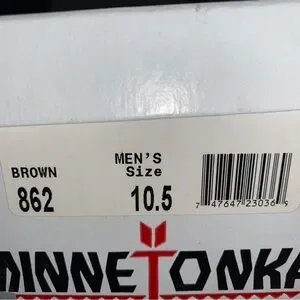 BROWN
862
MEN'S
Size
10.5
7 47647 23036 9
MINNETONKA